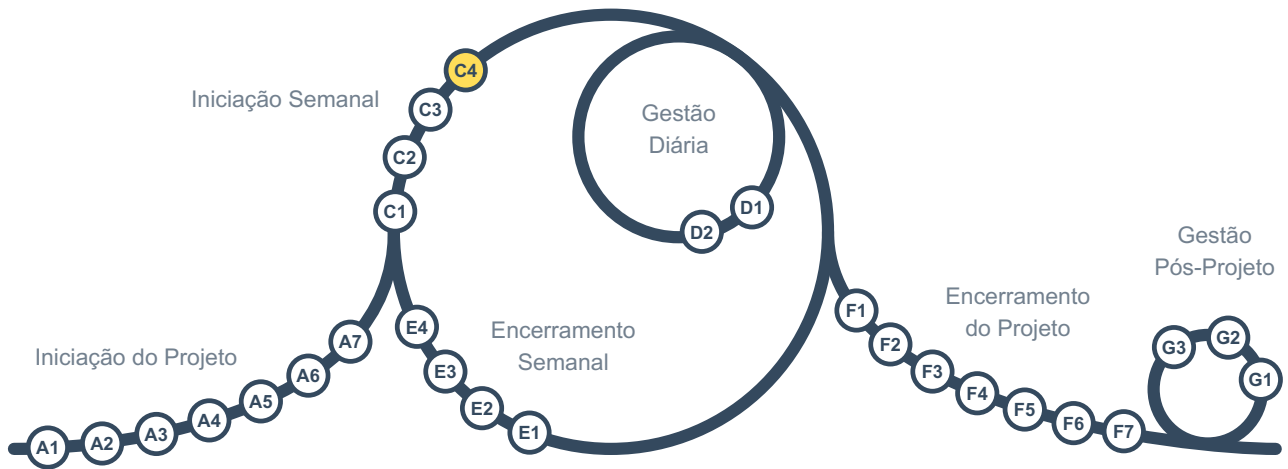 Iniciação do Projeto
A1
A2
A3
A4
A5
A6
A7
Iniciação Semanal
C1
C2
C3
C4
Gestão
Diária
D1
D2
Encerramento
Semanal
E1
E2
E3
E4
Encerramento
do Projeto
F1
F2
F3
F4
F5
F6
F7
Gestão
Pós-Projeto
G1
G2
G3